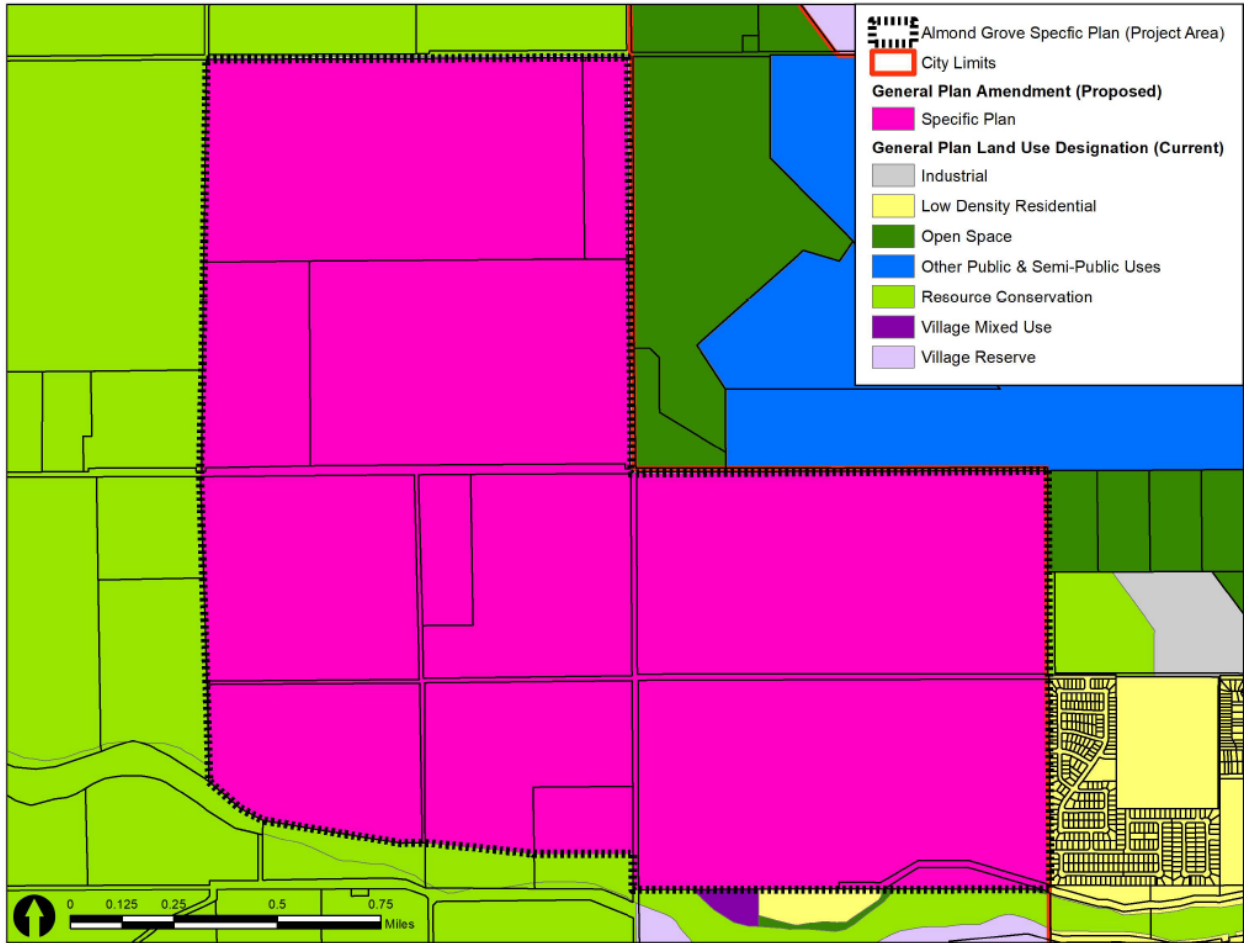 Almond Grove Specfic Plan (Project Area)
City Limits
General Plan Amendment (Proposed)
Specific Plan
General Plan Land Use Designation (Current)
Industrial
Low Density Residential
Open Space
Other Public & Semi-Public Uses
Resource Conservation
Village Mixed Use
Village Reserve
0 0.125 0.25 0.5 0.75
Miles